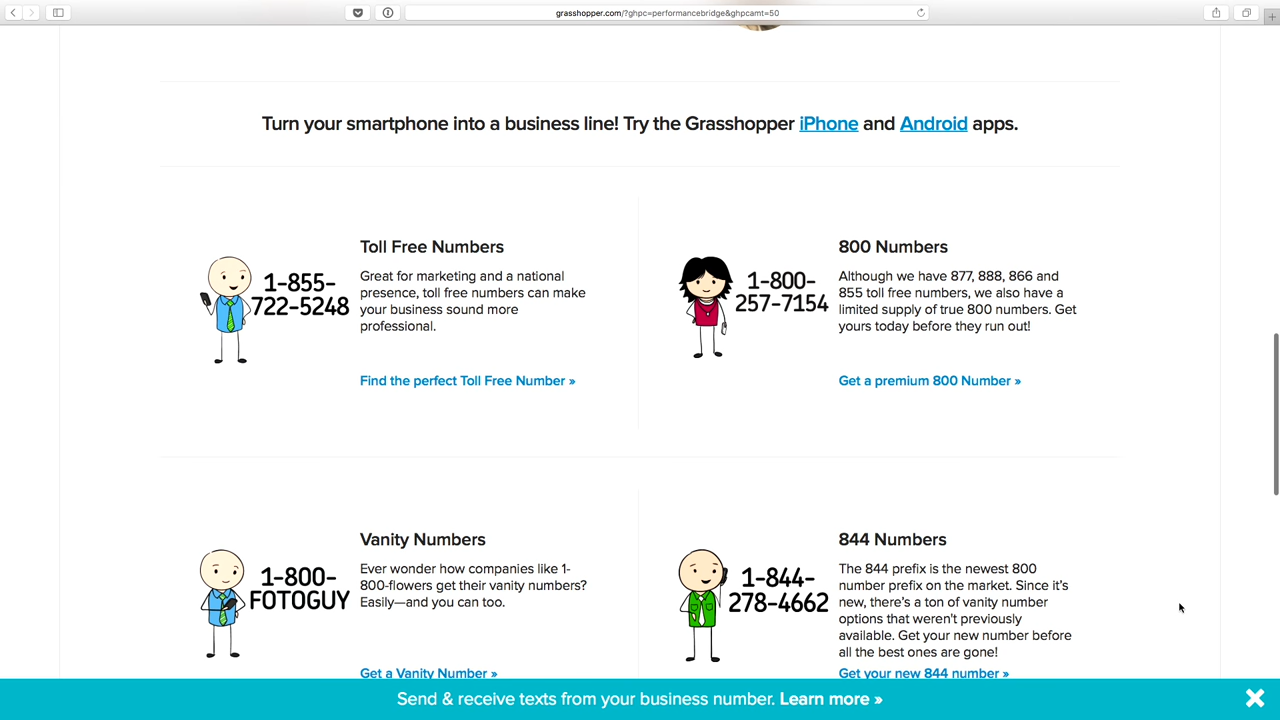 grasshopper.com/?ghpc=performancebridge&ghpcamt=50
Turn your smartphone into a business line! Try the Grasshopper iPhone and Android apps.
1-855-
722-5248
Toll Free Numbers
Great for marketing and a national
presence, toll free numbers can make
your business sound more
professional.
Find the perfect Toll Free Number »
1-800-
257-7154
800 Numbers
Although we have 877, 888, 866 and
855 toll free numbers, we also have a
limited supply of true 800 numbers. Get
yours today before they run out!
Get a premium 800 Number »
1-800-
FOTOGUY
Vanity Numbers
Ever wonder how companies like 1-
800-flowers get their vanity numbers?
Easily—and you can too.
Get a Vanity Number »
1-844-
278-4662
844 Numbers
The 844 prefix is the newest 800
number prefix on the market. Since it's
new, there's a ton of vanity number
options that weren't previously
available. Get your new number before
all the best ones are gone!
Get your new 844 number »
Send & receive texts from your business number. Learn more »